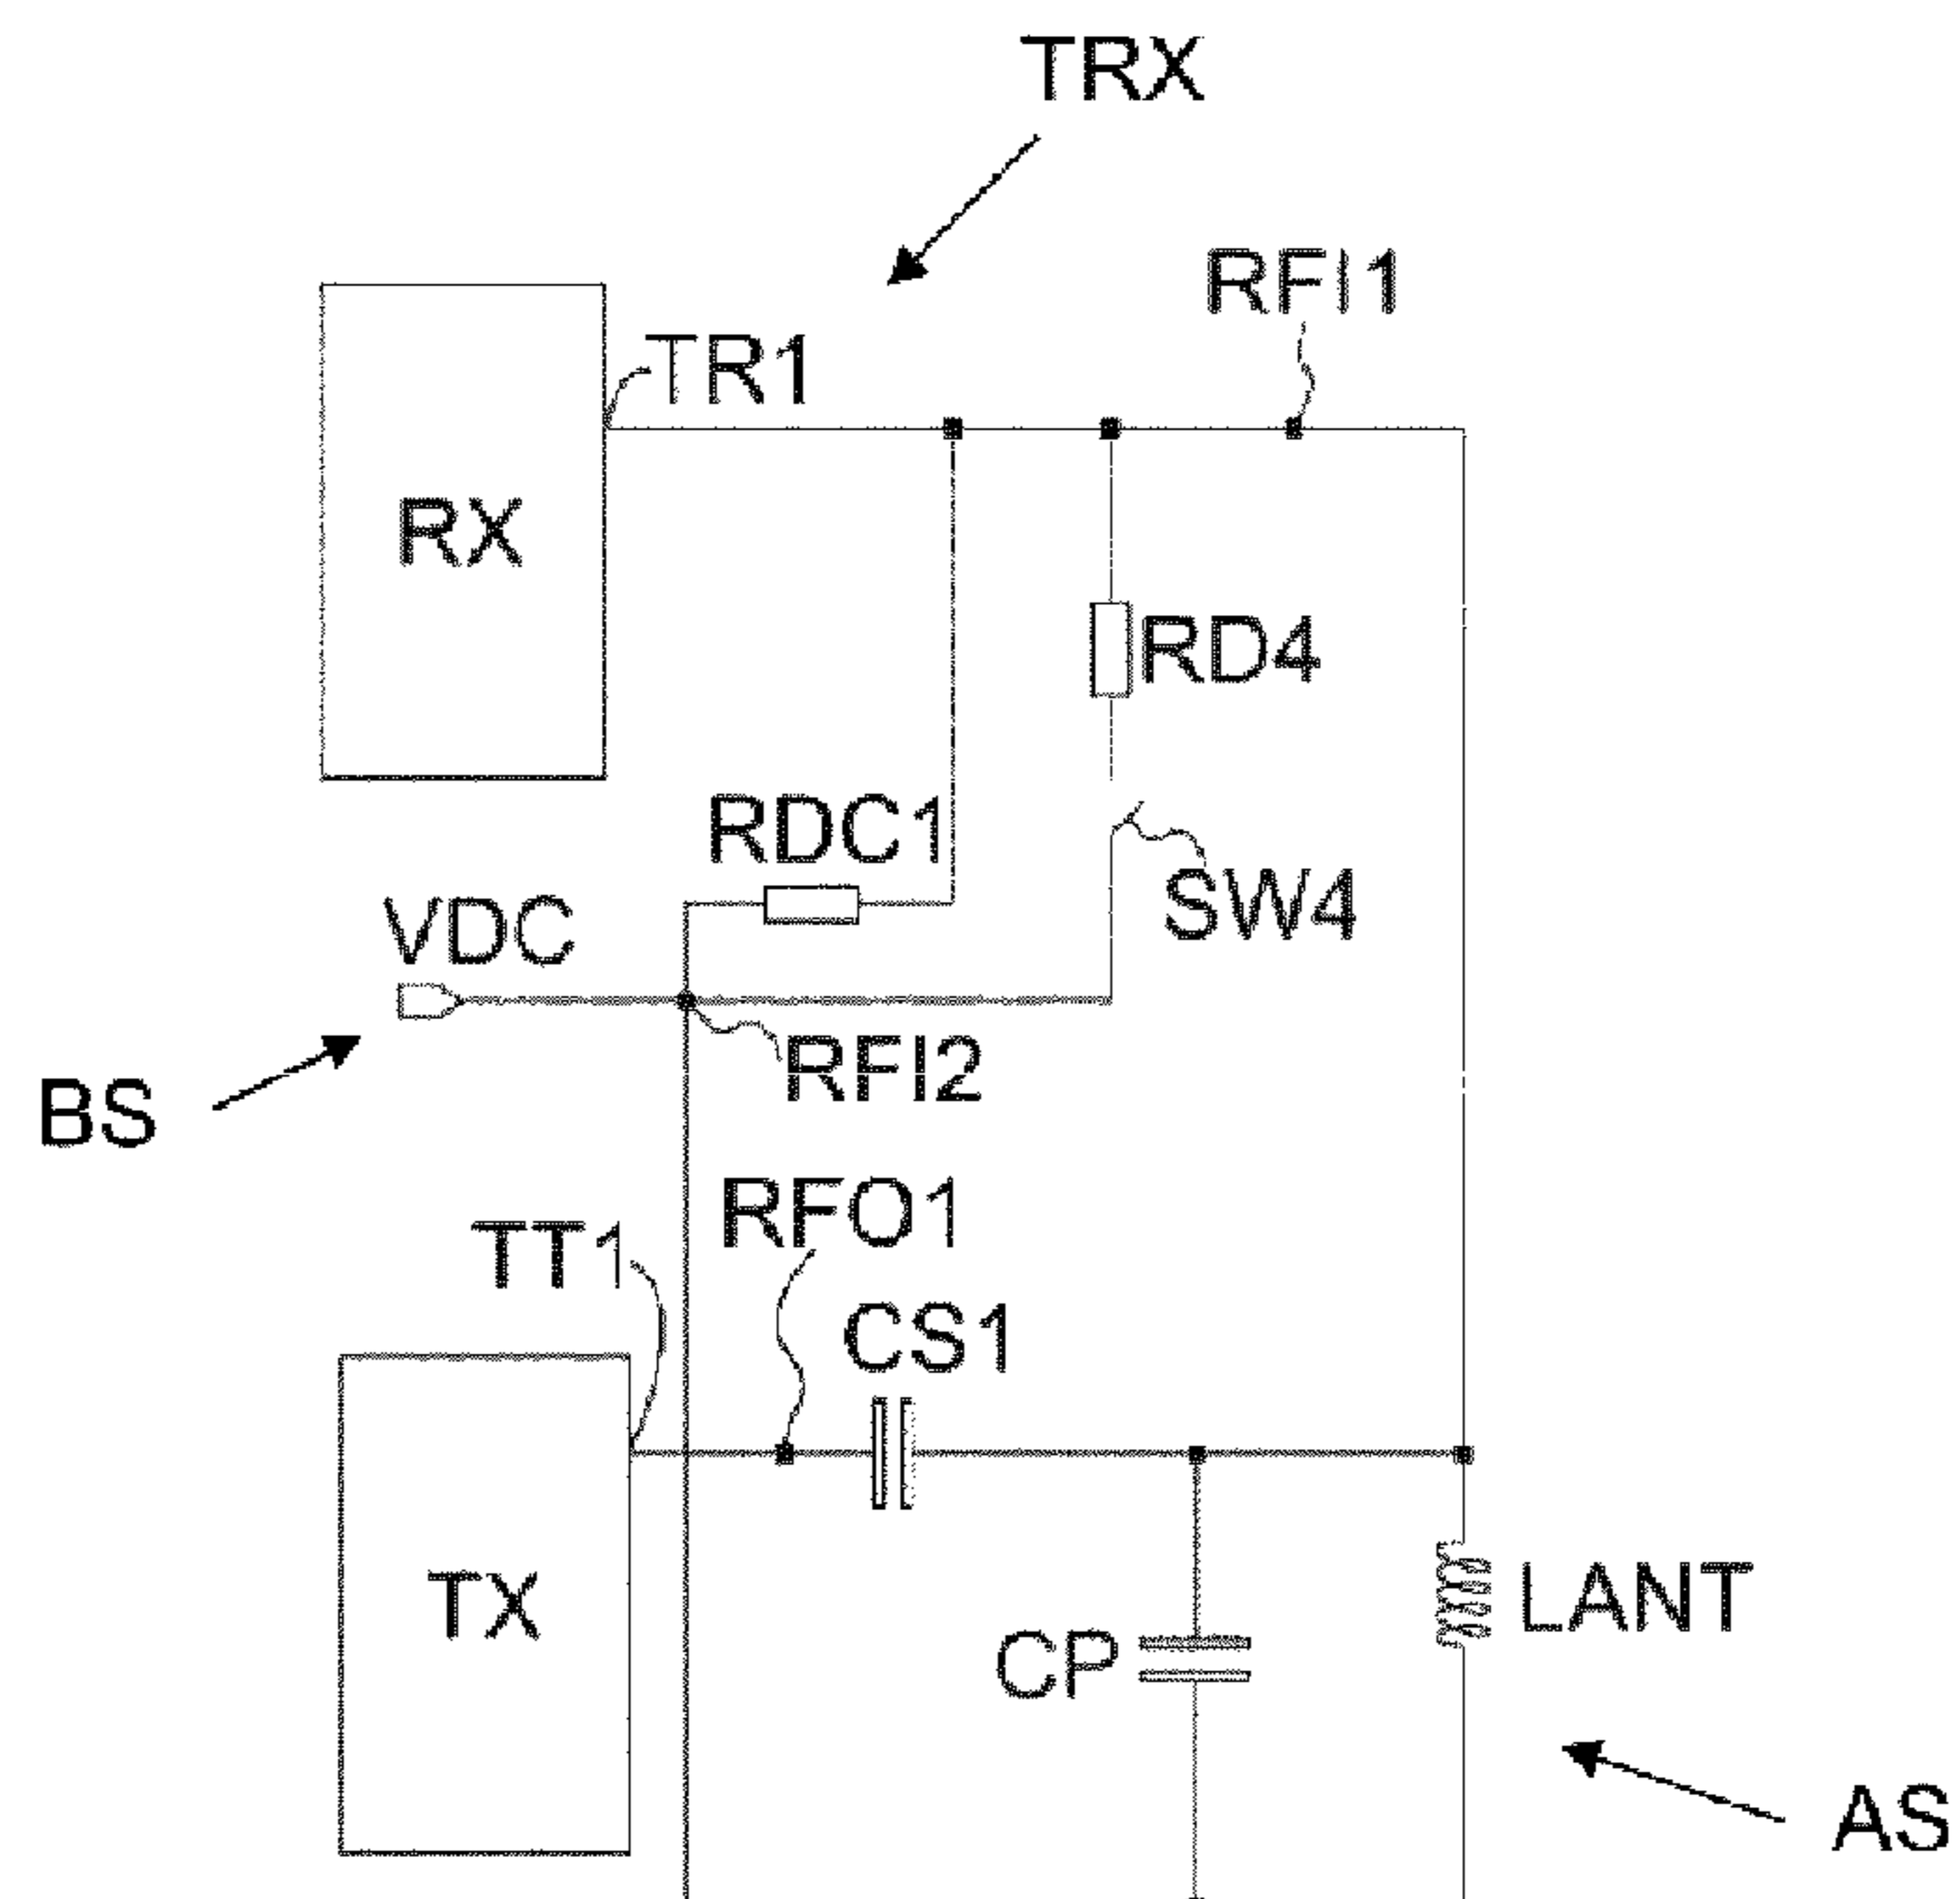 TRX
RFI1
TR1
RX
RD4
RDC1
SW4
VDC
RFI2
BS
RFO1
TT1
CS1
TX
LANT
CP
AS